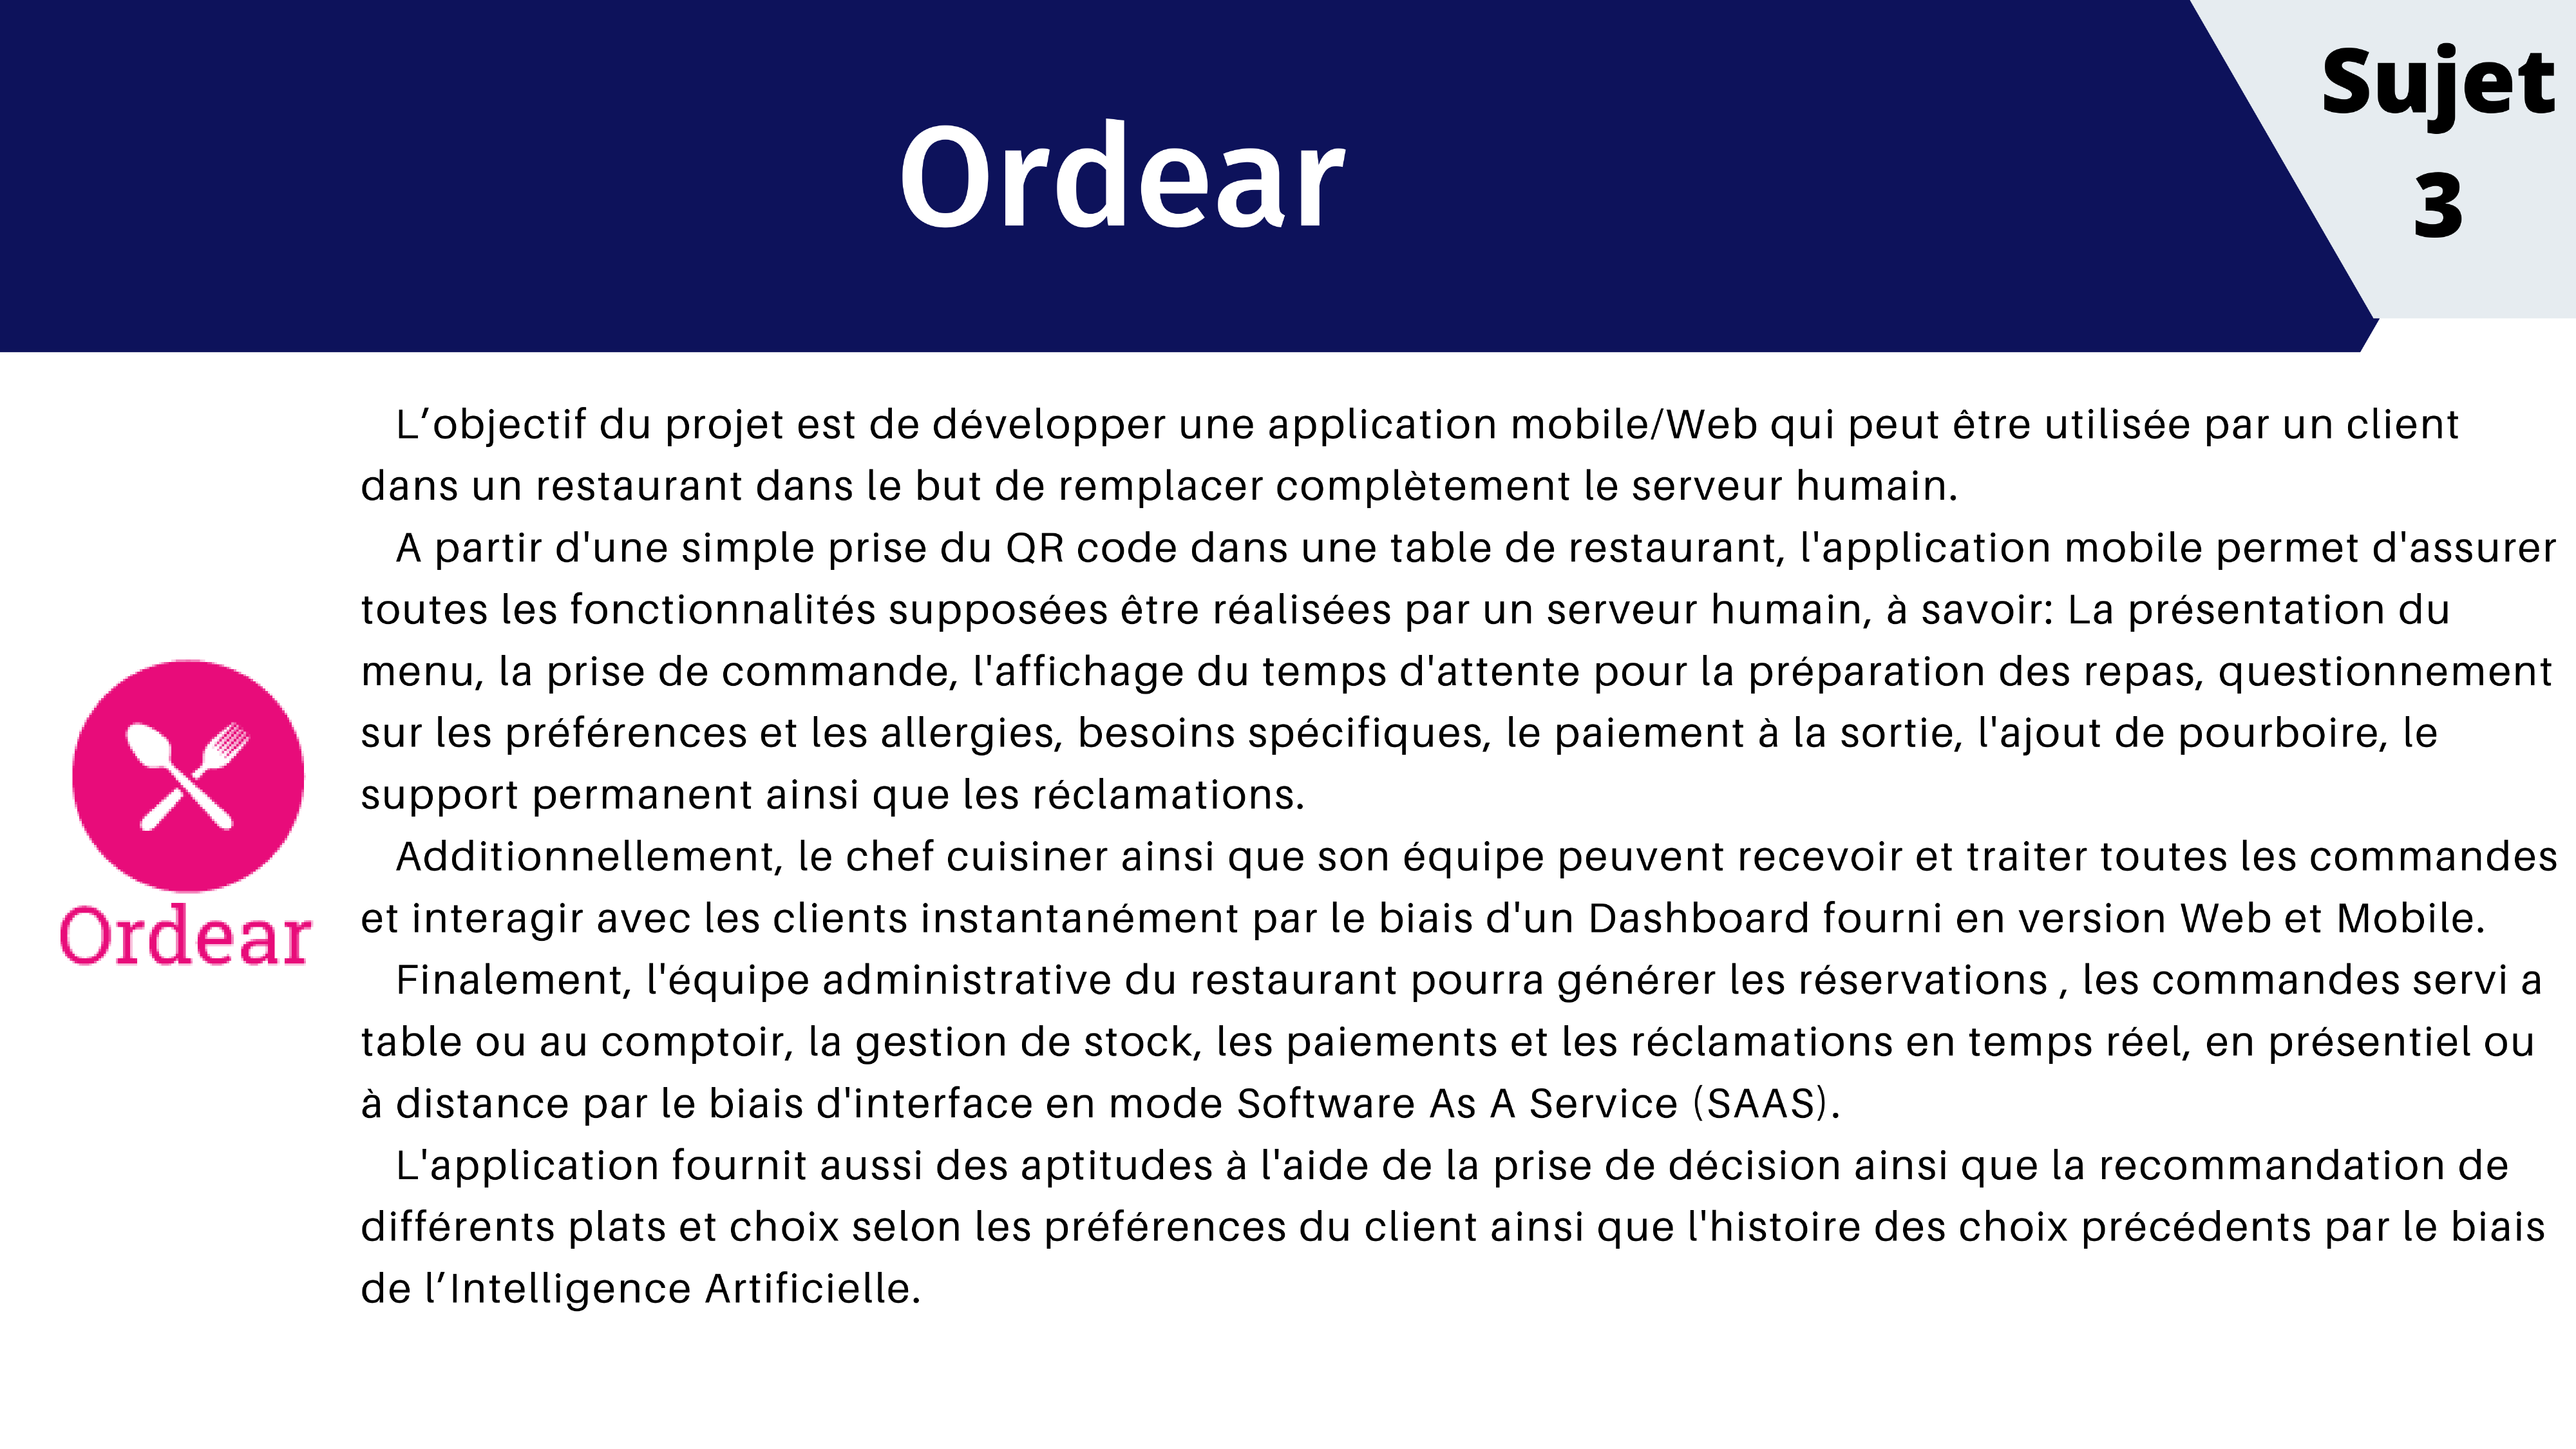 Ordear
Sujet
3
L’objectif du projet est de développer une application mobile/Web qui peut être utilisée par un client
dans un restaurant dans le but de remplacer complètement le serveur humain.
A partir d'une simple prise du QR code dans une table de restaurant, l'application mobile permet d'assurer
toutes les fonctionnalités supposées être réalisées par un serveur humain, à savoir: La présentation du
menu, la prise de commande, l'affichage du temps d'attente pour la préparation des repas, questionnement
sur les préférences et les allergies, besoins spécifiques, le paiement à la sortie, l'ajout de pourboire, le
support permanent ainsi que les réclamations.
Additionnellement, le chef cuisiner ainsi que son équipe peuvent recevoir et traiter toutes les commandes
et interagir avec les clients instantanément par le biais d'un Dashboard fourni en version Web et Mobile.
Finalement, l'équipe administrative du restaurant pourra générer les réservations , les commandes servi a
table ou au comptoir, la gestion de stock, les paiements et les réclamations en temps réel, en présentiel ou
à distance par le biais d'interface en mode Software As A Service (SAAS).
L'application fournit aussi des aptitudes à l'aide de la prise de décision ainsi que la recommandation de
différents plats et choix selon les préférences du client ainsi que l'histoire des choix précédents par le biais
de l’Intelligence Artificielle.
Ordear